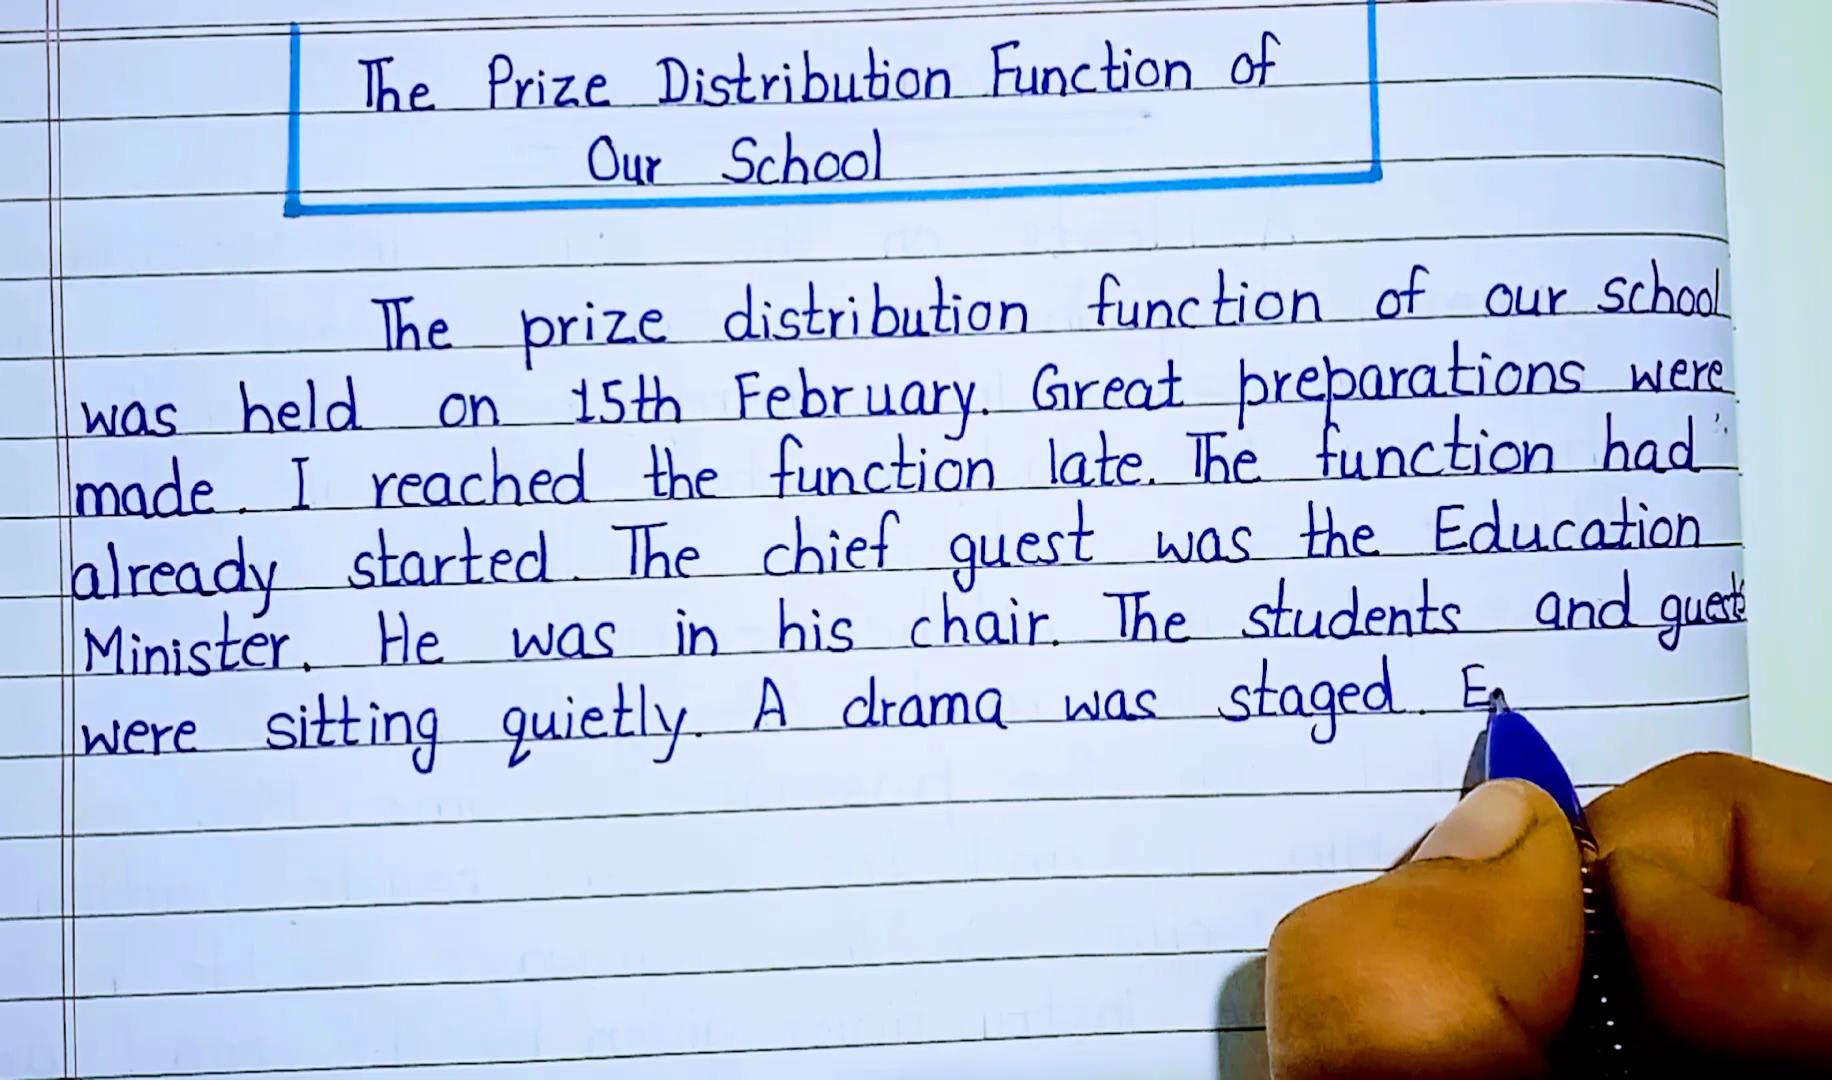 The Prize Distribution Function of
Our School
The prize distribution function of our school
was held on 15th February. Great preparations were
made. I reached the function late. The function had
already started. The chief guest was the Education
Minister. He was in his chair. The students and guests
were sitting quietly. A drama was staged.